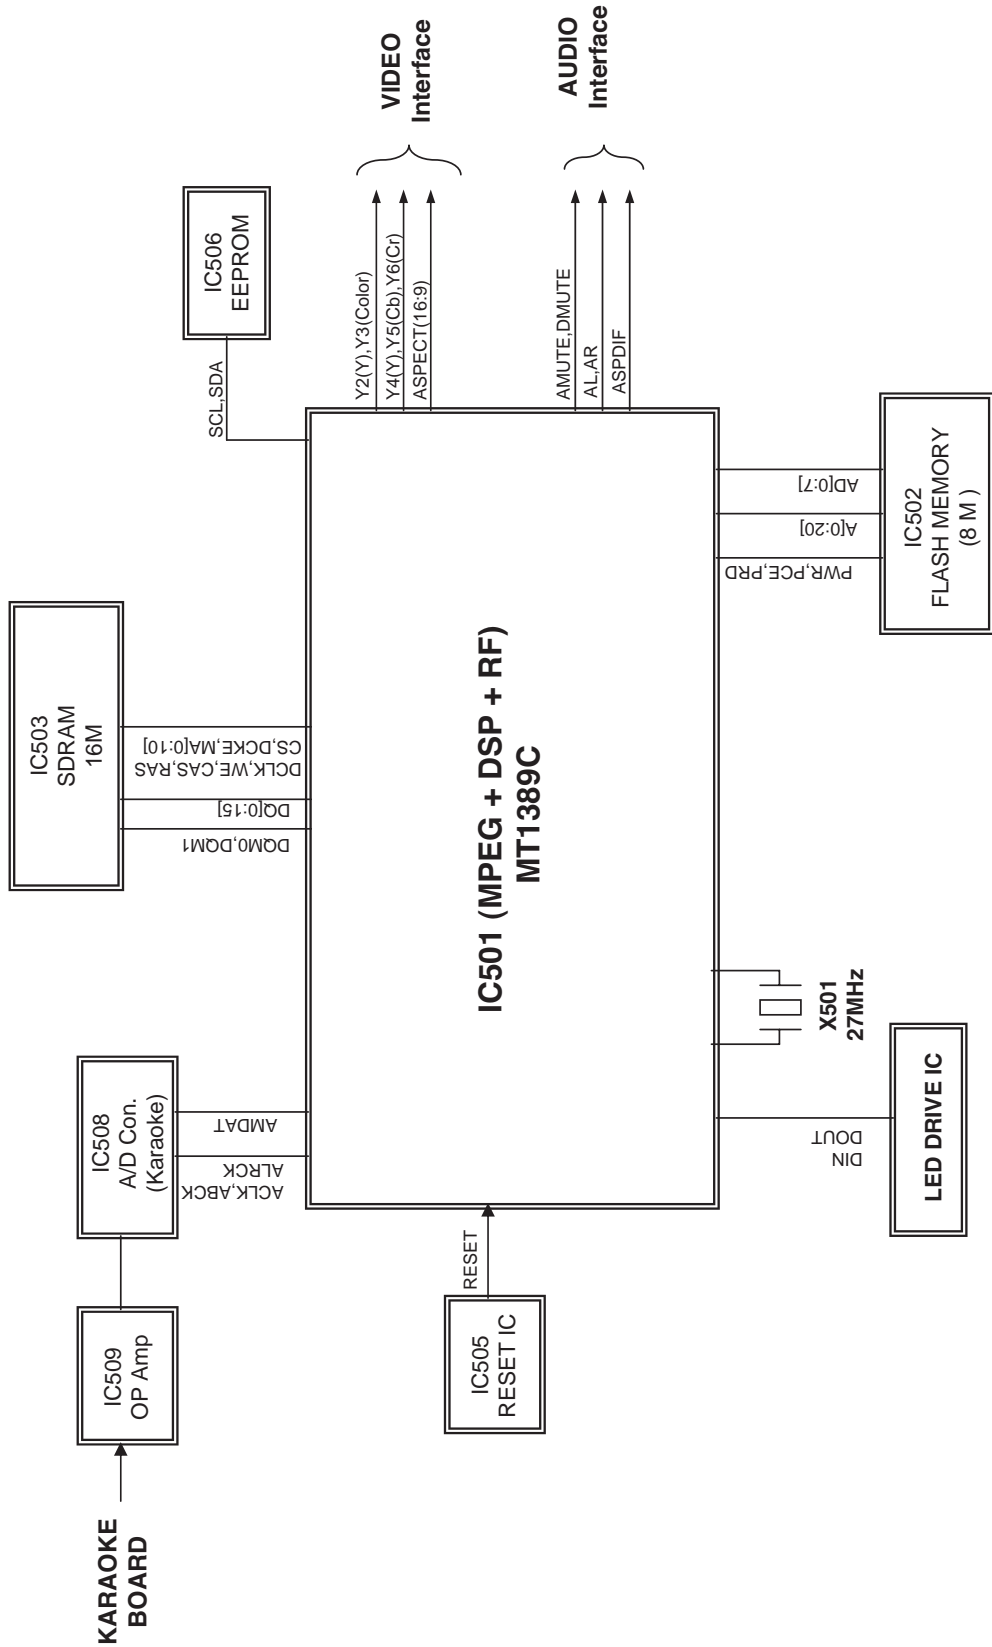 KARAOKE
BOARD
IC509
OP Amp
IC508
A/D Con.
(Karaoke)
ACLK,ABCK
ALRCK
AMDAT
IC503
SDRAM
16M
DQM0,DQM1
DQ[0:15]
DCLK,WE,CAS,RAS
CS,DCKE,MA[0:10]
IC506
EEPROM
SCL,SDA
IC505
RESET IC
RESET
IC501 (MPEG + DSP + RF)
MT1389C
Y2(Y),Y3(Color)
Y4(Y),Y5(Cb),Y6(Cr)
ASPECT(16:9)
VIDEO
Interface
AMUTE,DMUTE
AL,AR
ASPDIF
AUDIO
Interface
DIN
DOUT
LED DRIVE IC
X501
27MHz
PWR,PCE,PRD
A[0:20]
AD[0:7]
IC502
FLASH MEMORY
(8 M )